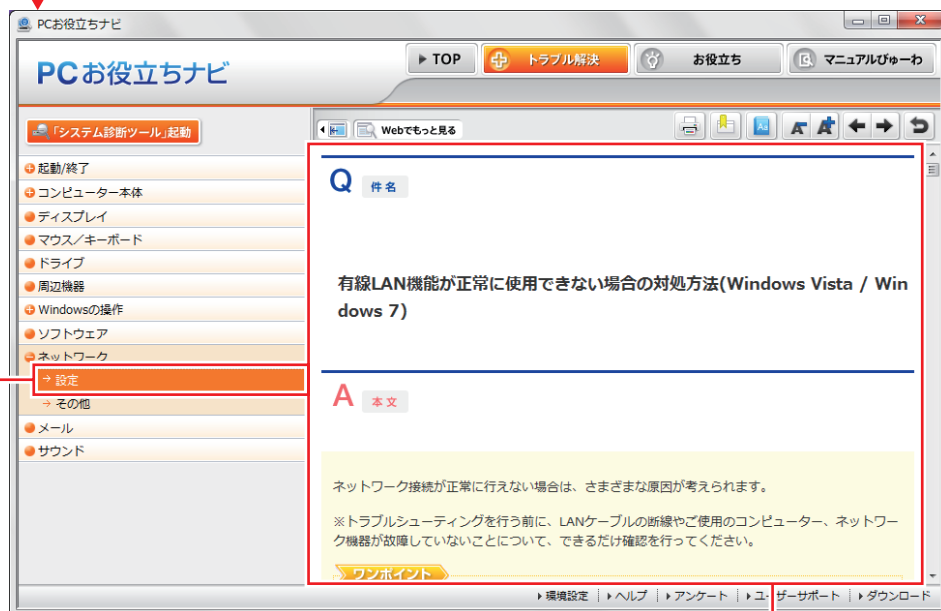 PCお役立ちナビ
PCお役立ちナビ
TOP
トラブル解決
お役立ち
マニュアルびゅーわ
「システム診断ツール」起動
Webでもっと見る
起動/終了
コンピューター本体
ディスプレイ
マウス／キーボード
ドライブ
周辺機器
Windowsの操作
ソフトウェア
ネットワーク
設定
その他
メール
サウンド
Q 件名
有線LAN機能が正常に使用できない場合の対処方法(Windows Vista / Win
dows 7)
A 本文
ネットワーク接続が正常に行えない場合は、さまざまな原因が考えられます。
※トラブルシューティングを行う前に、LANケーブルの断線やご使用のコンピューター、ネットワー
ク機器が故障していないことについて、できるだけ確認を行ってください。
ワンポイント
環境設定
ヘルプ
アンケート
ユーザーサポート
ダウンロード